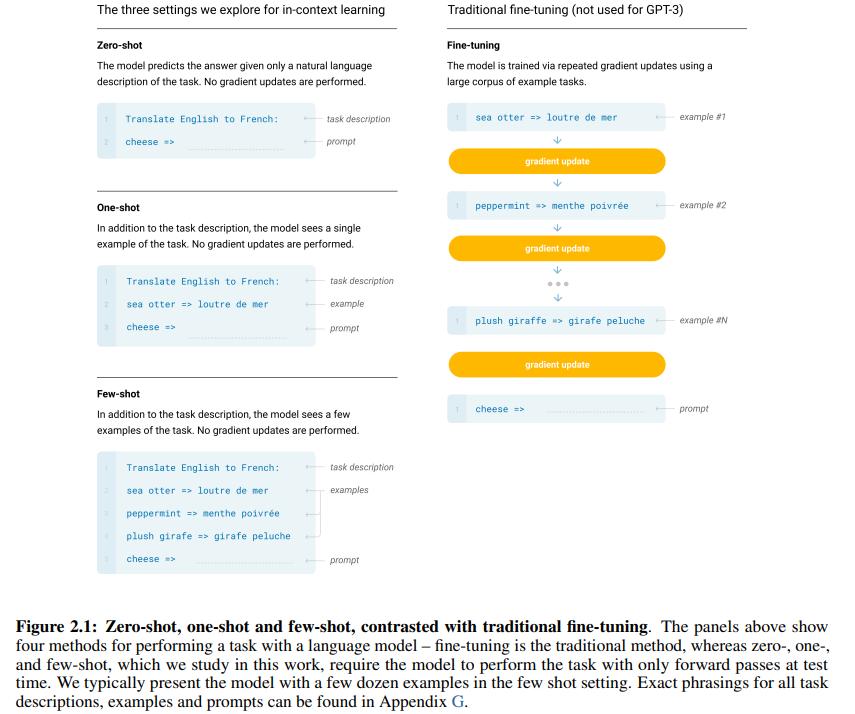 The three settings we explore for in-context learning
Zero-shot
The model predicts the answer given only a natural language
description of the task. No gradient updates are performed.
1 Translate English to French: task description
2 cheese => prompt
One-shot
In addition to the task description, the model sees a single
example of the task. No gradient updates are performed.
1 Translate English to French: task description
2 sea otter => loutre de mer example
3 cheese => prompt
Few-shot
In addition to the task description, the model sees a few
examples of the task. No gradient updates are performed.
1 Translate English to French: task description
2 sea otter => loutre de mer examples
3 peppermint => menthe poivrée
4 plush girafe => girafe peluche
5 cheese => prompt
Traditional fine-tuning (not used for GPT-3)
Fine-tuning
The model is trained via repeated gradient updates using a
large corpus of example tasks.
1 sea otter => loutre de mer example #1
gradient update
1 peppermint => menthe poivrée example #2
gradient update
1 plush giraffe => girafe peluche example #N
gradient update
1 cheese => prompt
Figure 2.1: Zero-shot, one-shot and few-shot, contrasted with traditional fine-tuning. The panels above show
four methods for performing a task with a language model – fine-tuning is the traditional method, whereas zero-, one-,
and few-shot, which we study in this work, require the model to perform the task with only forward passes at test
time. We typically present the model with a few dozen examples in the few shot setting. Exact phrasings for all task
descriptions, examples and prompts can be found in Appendix G.